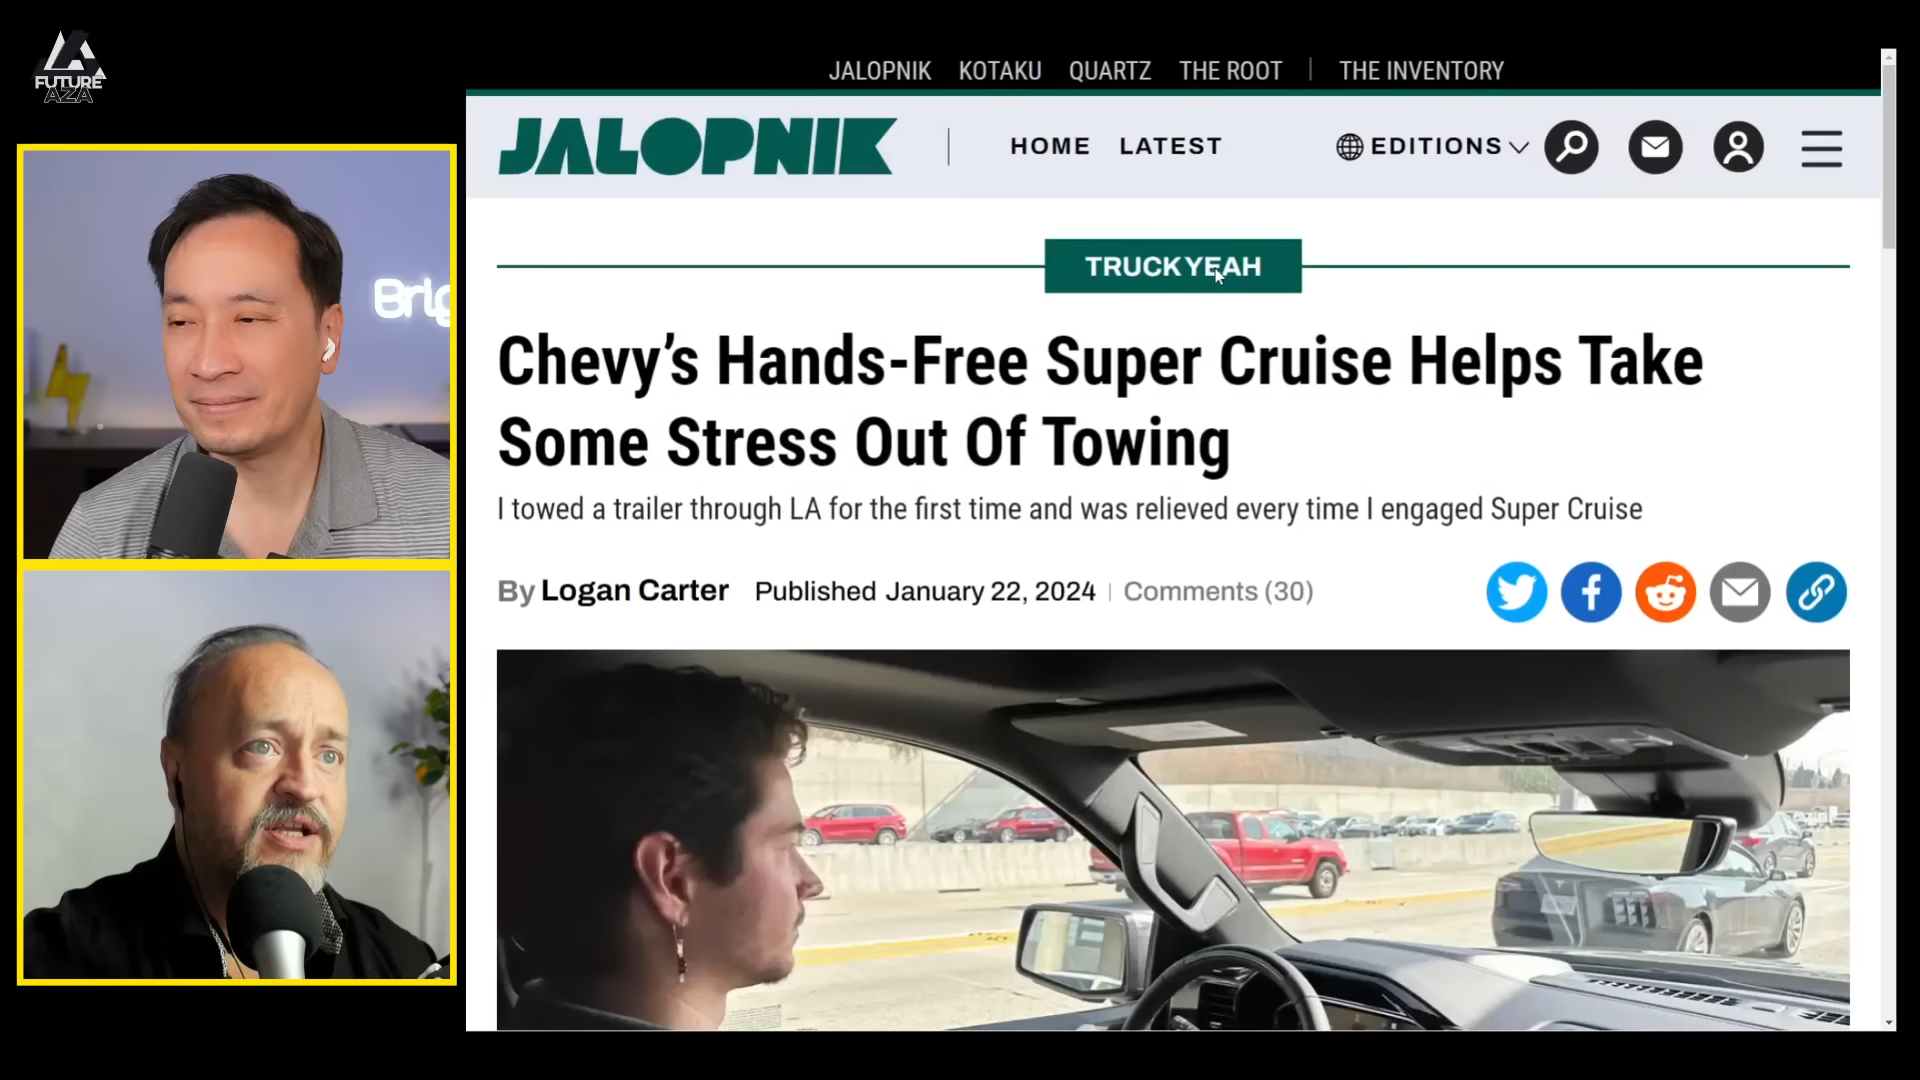 FUTURE
AZA
JALOPNIK KOTAKU QUARTZ THE ROOT | THE INVENTORY
JALOPNIK | HOME LATEST EDITIONS
TRUCK YEAH
Chevy’s Hands-Free Super Cruise Helps Take
Some Stress Out Of Towing
I towed a trailer through LA for the first time and was relieved every time I engaged Super Cruise
By Logan Carter Published January 22, 2024 | Comments (30)